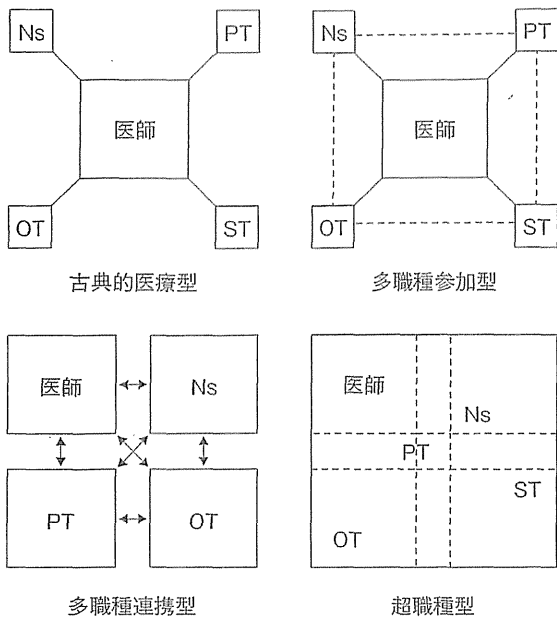 Ns PT Ns PT
医師 医師
OT ST OT ST
古典的医療型 多職種参加型
医師 Ns 医師
Ns
PT
PT OT ST
OT
多職種連携型 超職種型